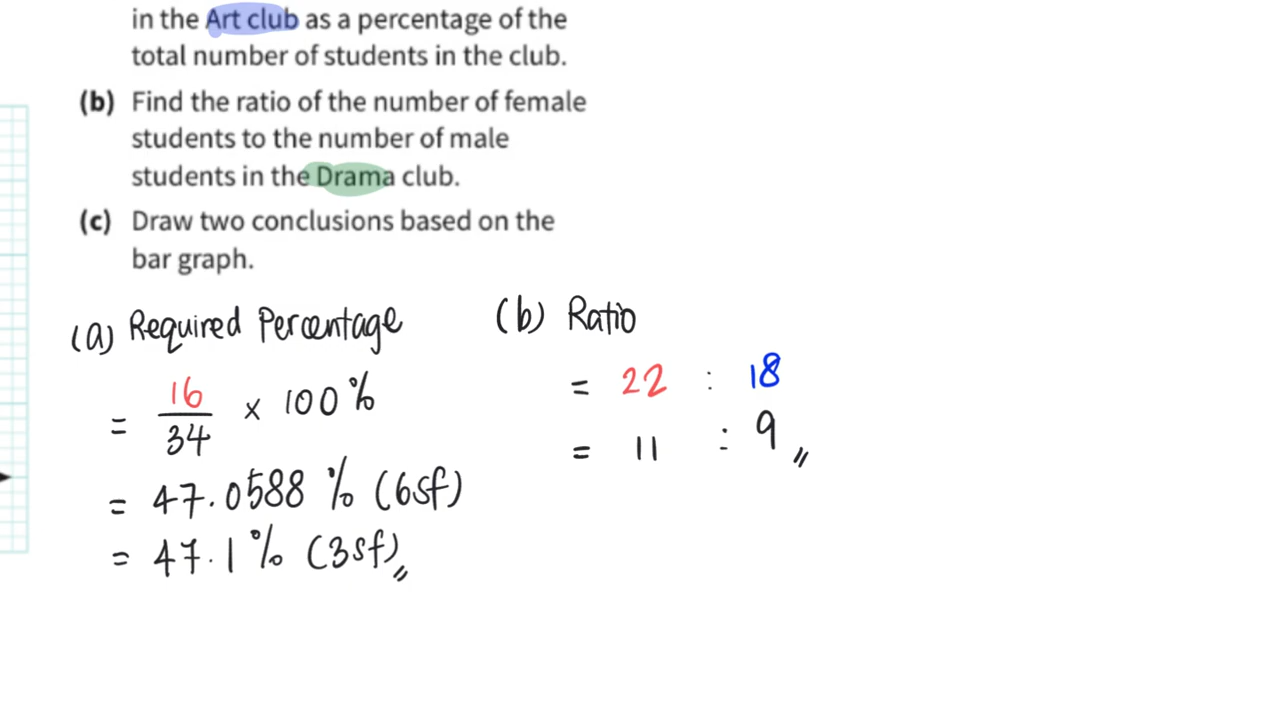 in the Art club as a percentage of the
total number of students in the club.
(b) Find the ratio of the number of female
students to the number of male
students in the Drama club.
(c) Draw two conclusions based on the
bar graph.
(a) Required Percentage
= 16/34 × 100%
= 47.0588 % (6sf)
= 47.1% (3sf)
(b) Ratio
= 22 : 18
= 11 : 9